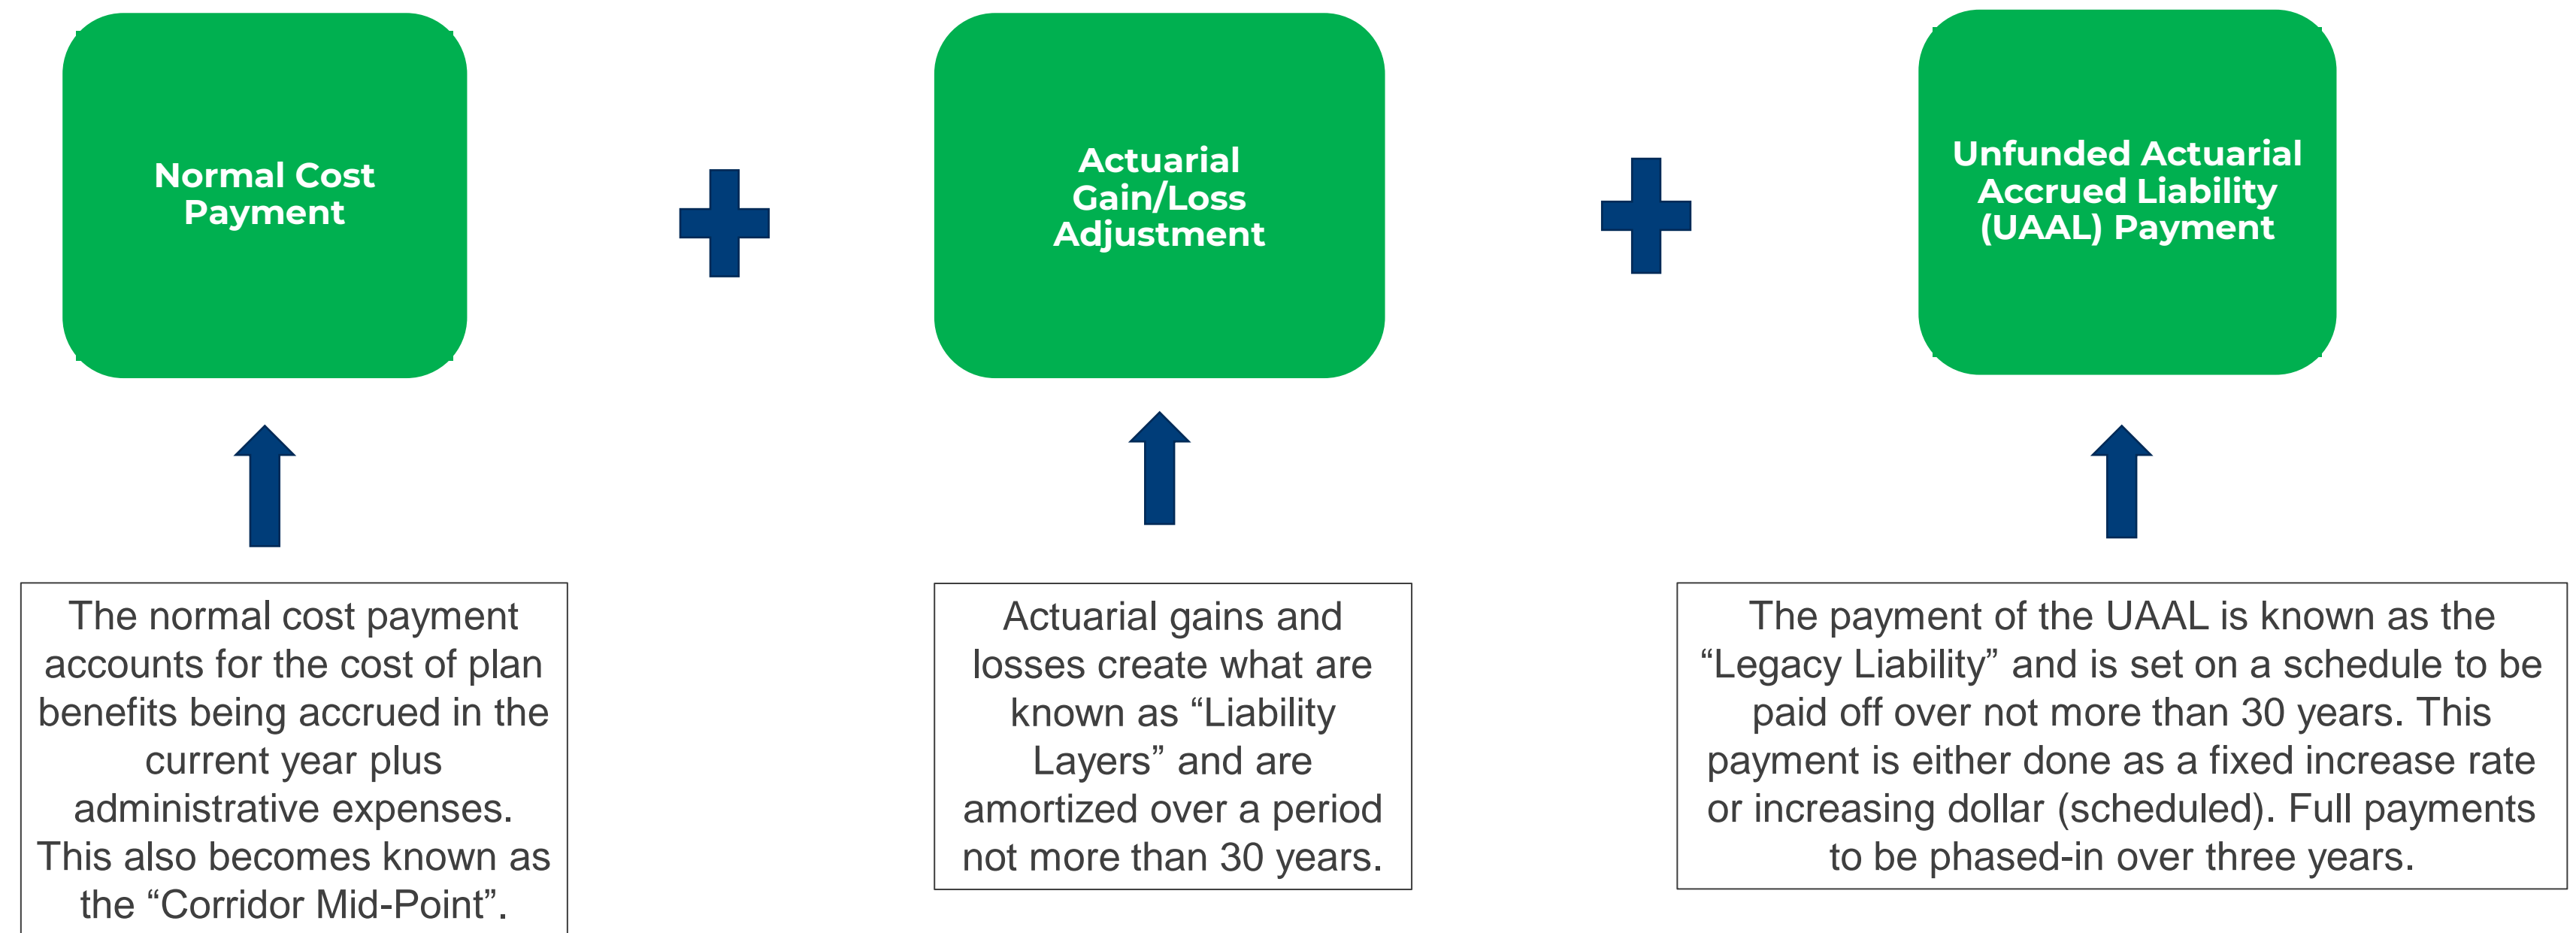 Normal Cost
Payment
Actuarial
Gain/Loss
Adjustment
Unfunded Actuarial
Accrued Liability
(UAAL) Payment
The normal cost payment
accounts for the cost of plan
benefits being accrued in the
current year plus
administrative expenses.
This also becomes known as
the “Corridor Mid-Point”.
Actuarial gains and
losses create what are
known as “Liability
Layers” and are
amortized over a period
not more than 30 years.
The payment of the UAAL is known as the
“Legacy Liability” and is set on a schedule to be
paid off over not more than 30 years. This
payment is either done as a fixed increase rate
or increasing dollar (scheduled). Full payments
to be phased-in over three years.